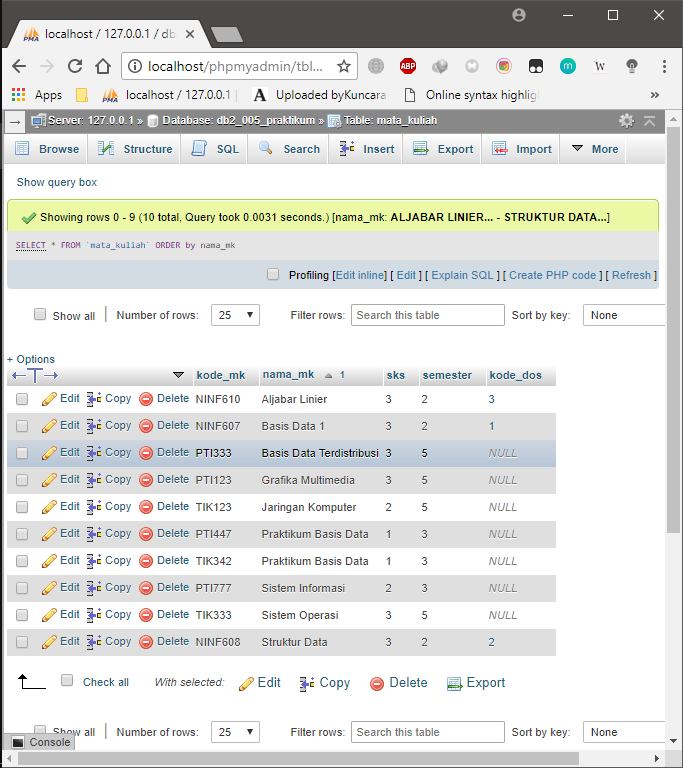 localhost / 127.0.0.1 / db
localhost/phpmyadmin/tbl...
Apps localhost / 127.0.0.1 Uploaded byKuncara Online syntax highlig
Server: 127.0.0.1 » Database: db2_005_praktikum » Table: mata_kuliah
Browse Structure SQL Search Insert Export Import More
Show query box
Showing rows 0 - 9 (10 total, Query took 0.0031 seconds.) [nama_mk: ALJABAR LINIER... - STRUKTUR DATA...]
SELECT * FROM `mata_kuliah` ORDER by nama_mk
Profiling [Edit inline] [ Edit ] [ Explain SQL ] [ Create PHP code ] [ Refresh ]
Show all | Number of rows: 25 Filter rows: Search this table Sort by key: None
+ Options
kode_mk nama_mk 1 sks semester kode_dos
Edit Copy Delete NINF610 Aljabar Linier 3 2 3
Edit Copy Delete NINF607 Basis Data 1 3 2 1
Edit Copy Delete PTI333 Basis Data Terdistribusi 3 5 NULL
Edit Copy Delete PTI123 Grafika Multimedia 3 5 NULL
Edit Copy Delete TIK123 Jaringan Komputer 2 5 NULL
Edit Copy Delete PTI447 Praktikum Basis Data 1 3 NULL
Edit Copy Delete TIK342 Praktikum Basis Data 1 3 NULL
Edit Copy Delete PTI777 Sistem Informasi 2 3 NULL
Edit Copy Delete TIK333 Sistem Operasi 3 5 NULL
Edit Copy Delete NINF608 Struktur Data 3 2 2
Check all With selected: Edit Copy Delete Export
Show all | Number of rows: 25 Filter rows: Search this table Sort by key: None
Console